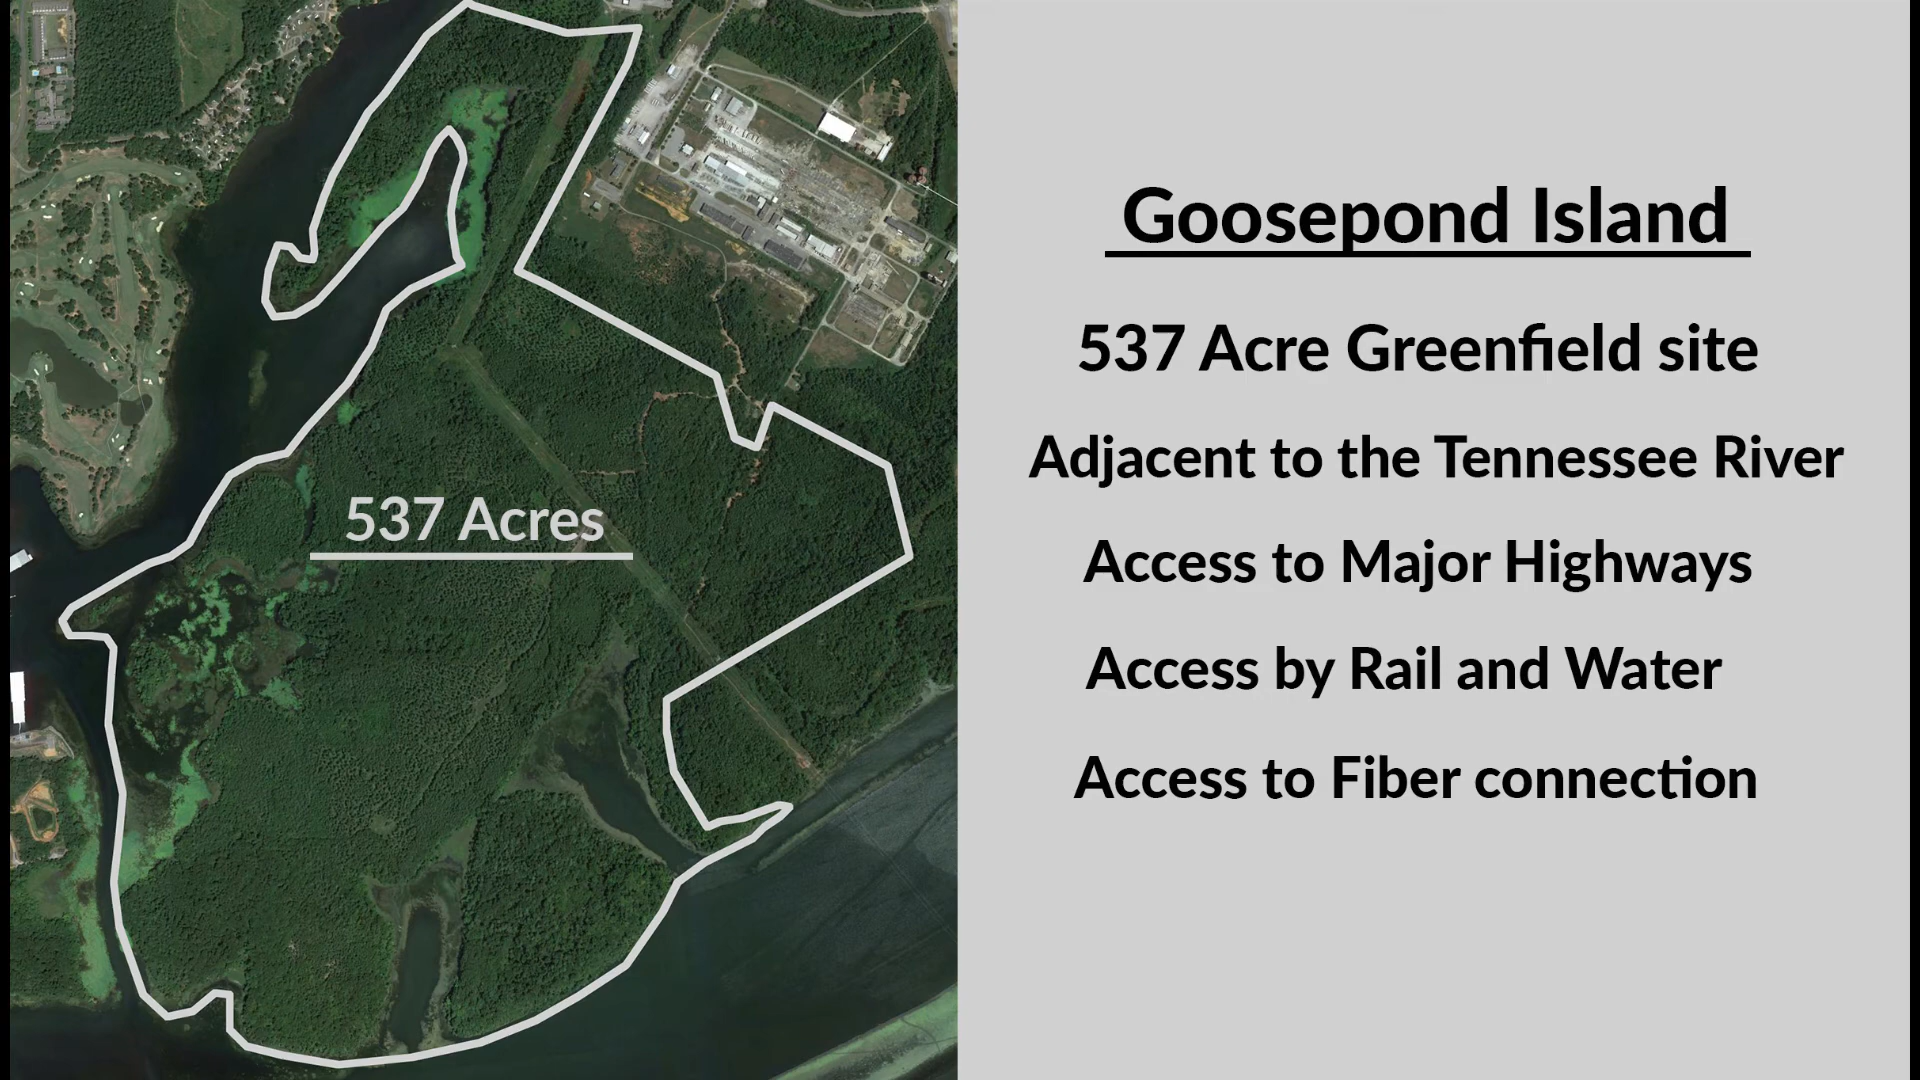 537 Acres
Goosepond Island
537 Acre Greenfield site
Adjacent to the Tennessee River
Access to Major Highways
Access by Rail and Water
Access to Fiber connection